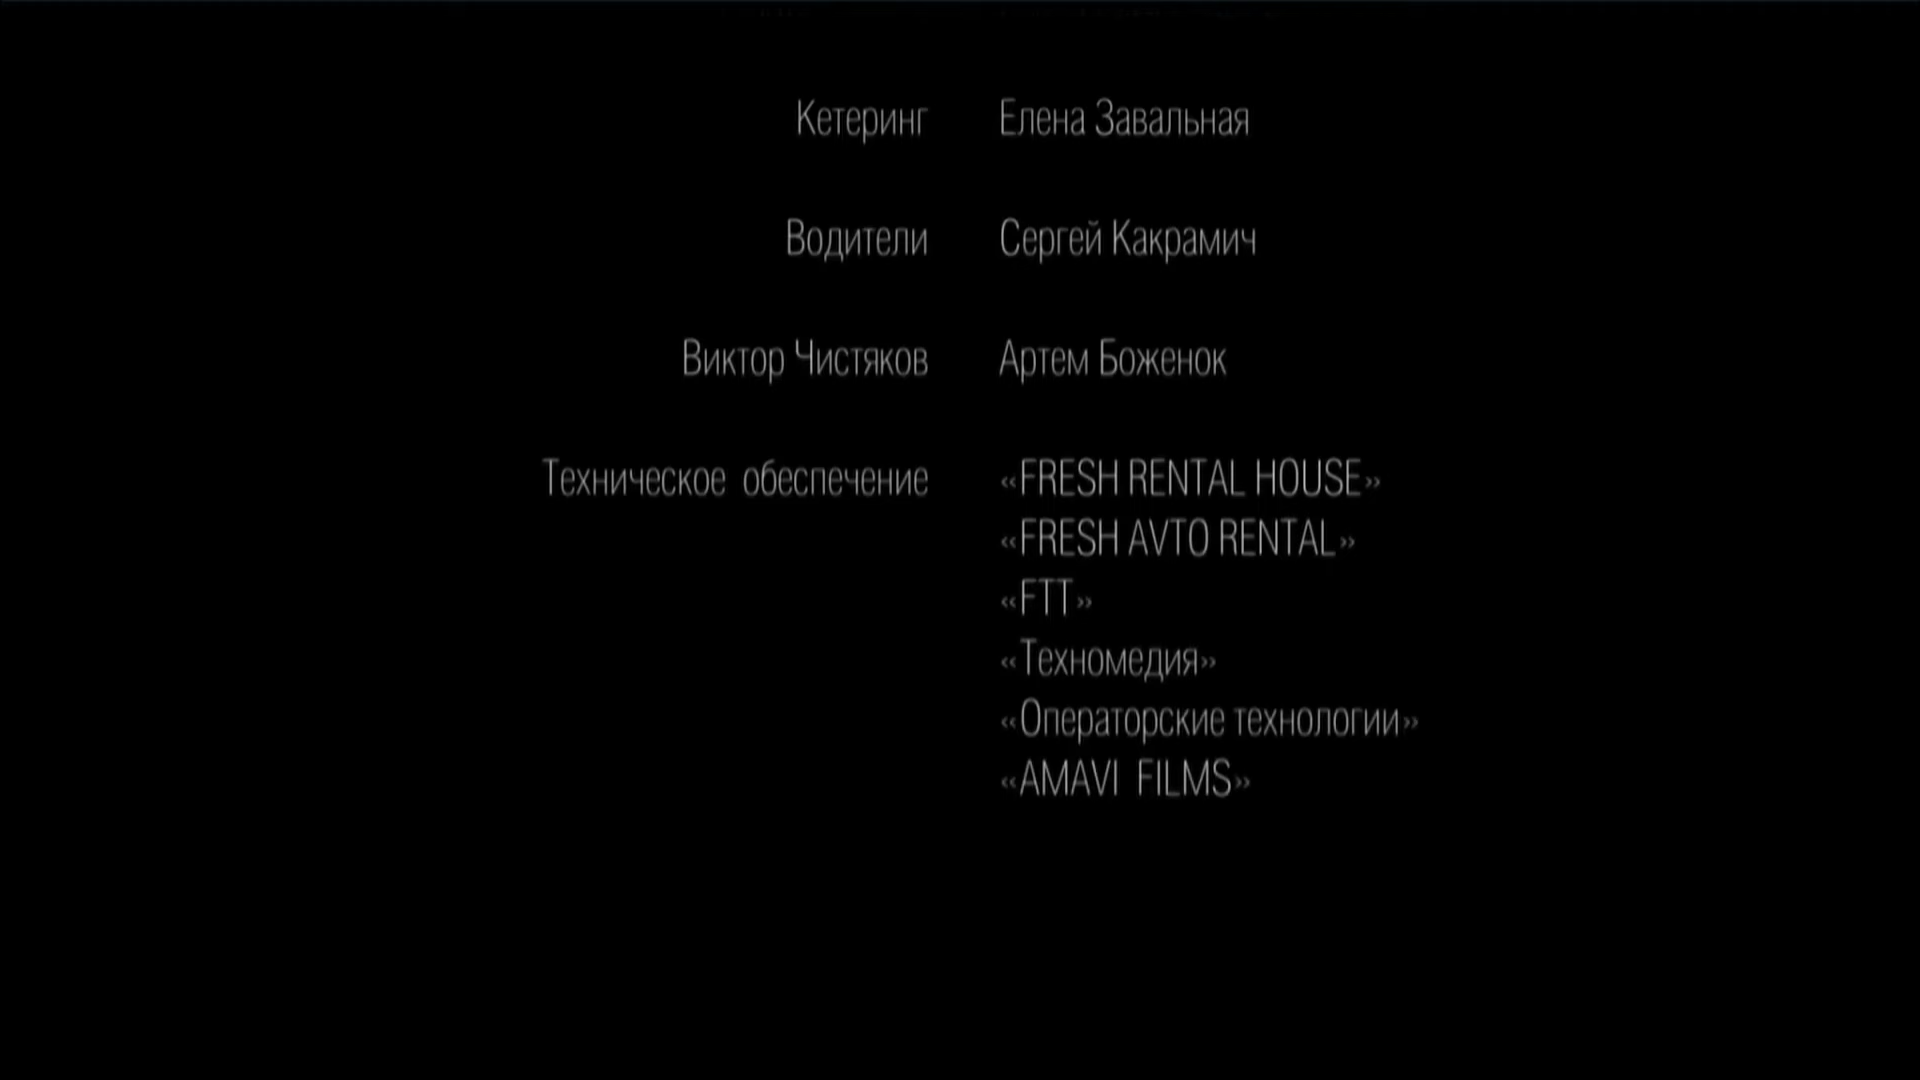 Кетеринг Елена Завальная
Водители Сергей Какрамич
Виктор Чистяков Артем Боженок
Техническое обеспечение «FRESH RENTAL HOUSE»
«FRESH AVTO RENTAL»
«FTT»
«Техномедия»
«Операторские технологии»
«AMAVI FILMS»